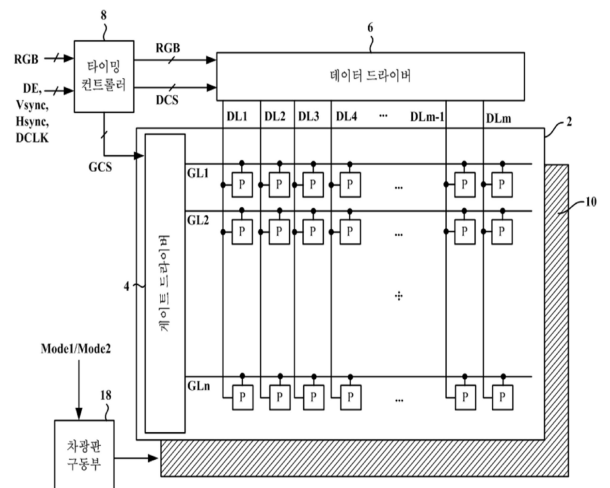 8
6
RGB
RGB
타이밍
컨트롤러
데이터 드라이버
DE,
Vsync,
Hsync,
DCLK
DCS
GCS
DL1 DL2 DL3 DL4 ... DLm-1 DLm
2
GL1
P P P P ... P P
10
GL2
P P P P ... P P
4
게이트 드라이버
Mode1/Mode2
GLn
P P P P ... P P
18
차광판
구동부